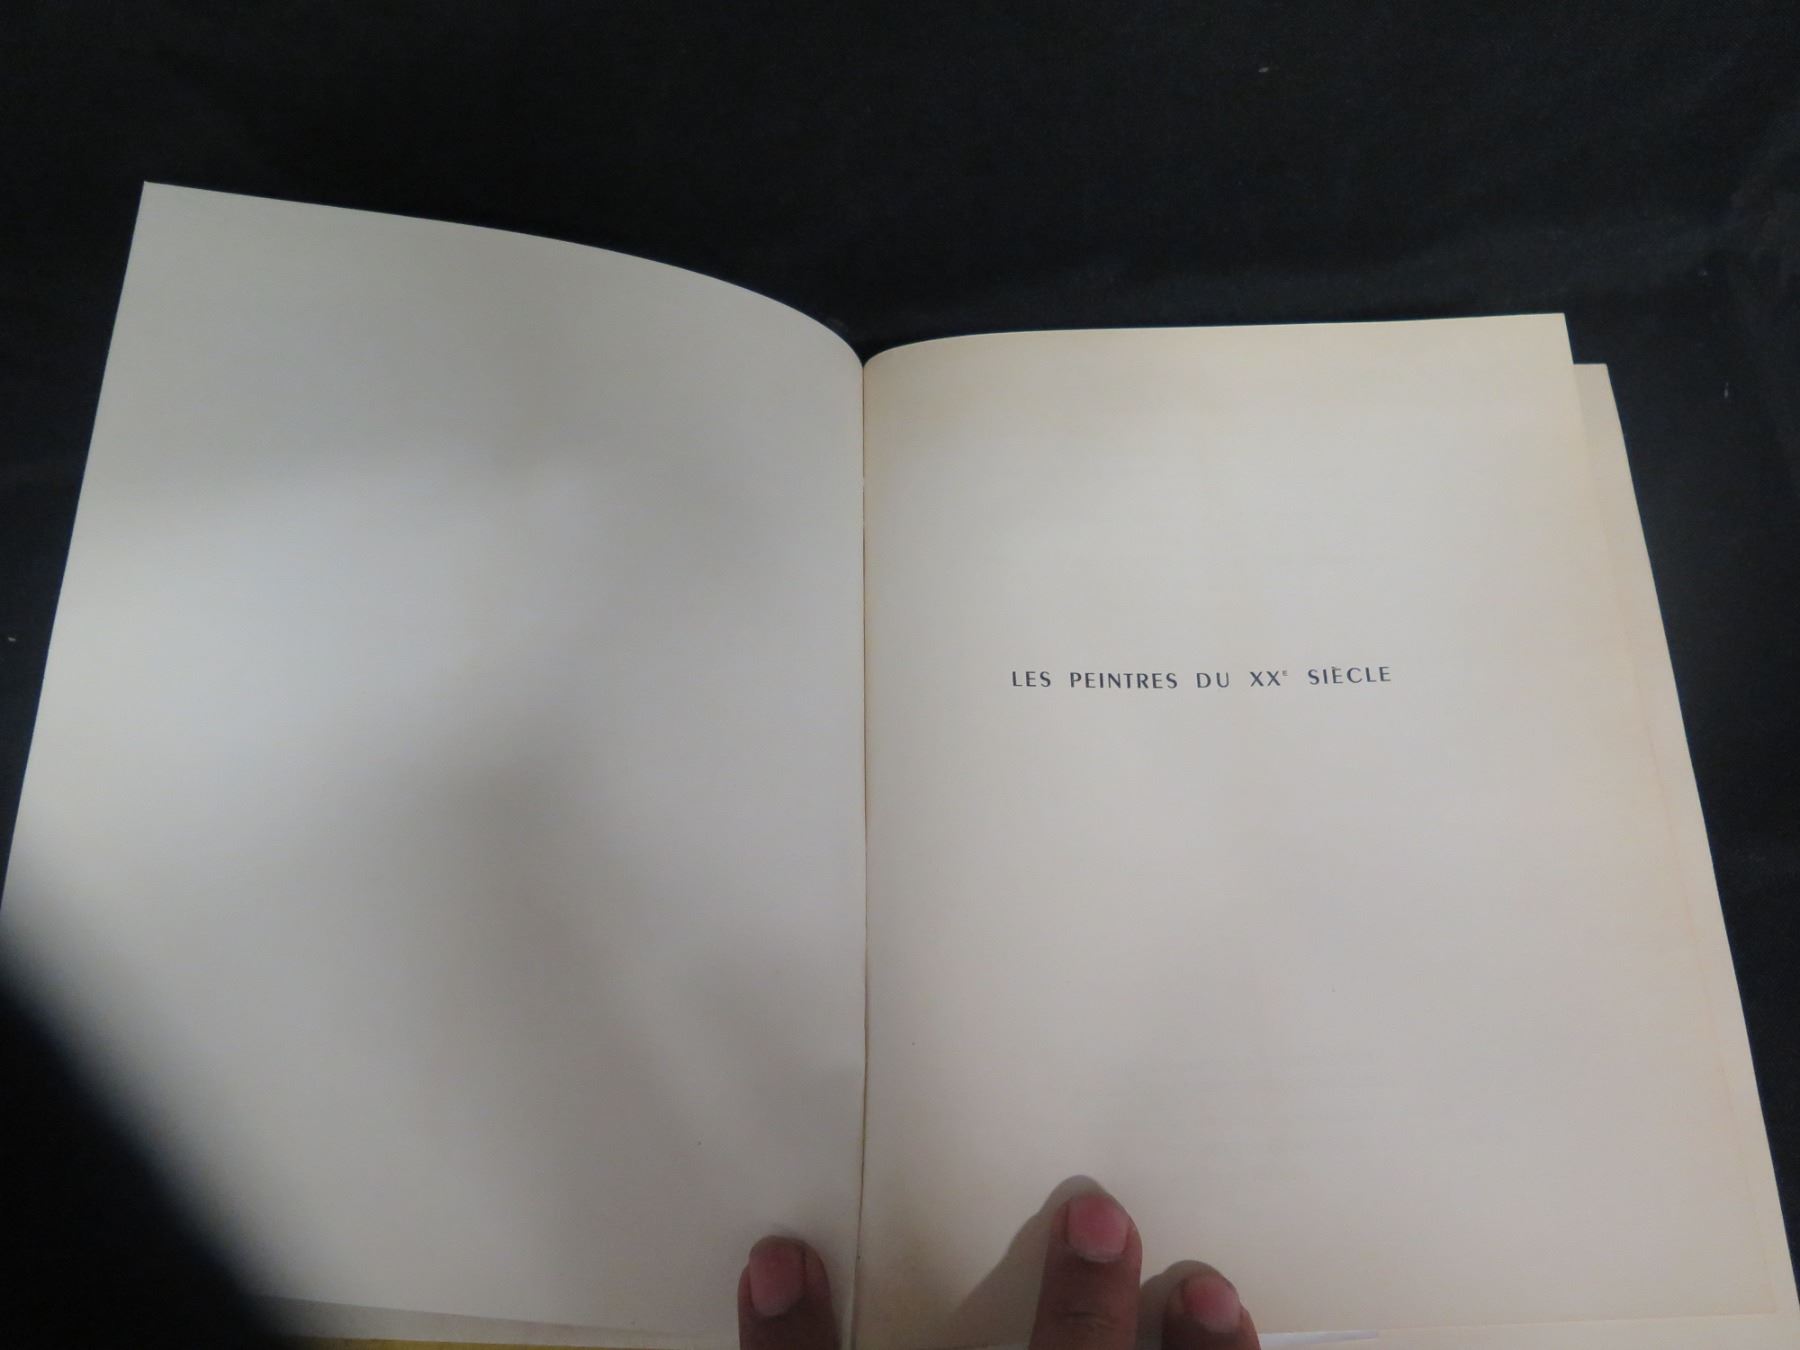 LES PEINTRES DU XXᴱ SIÈCLE